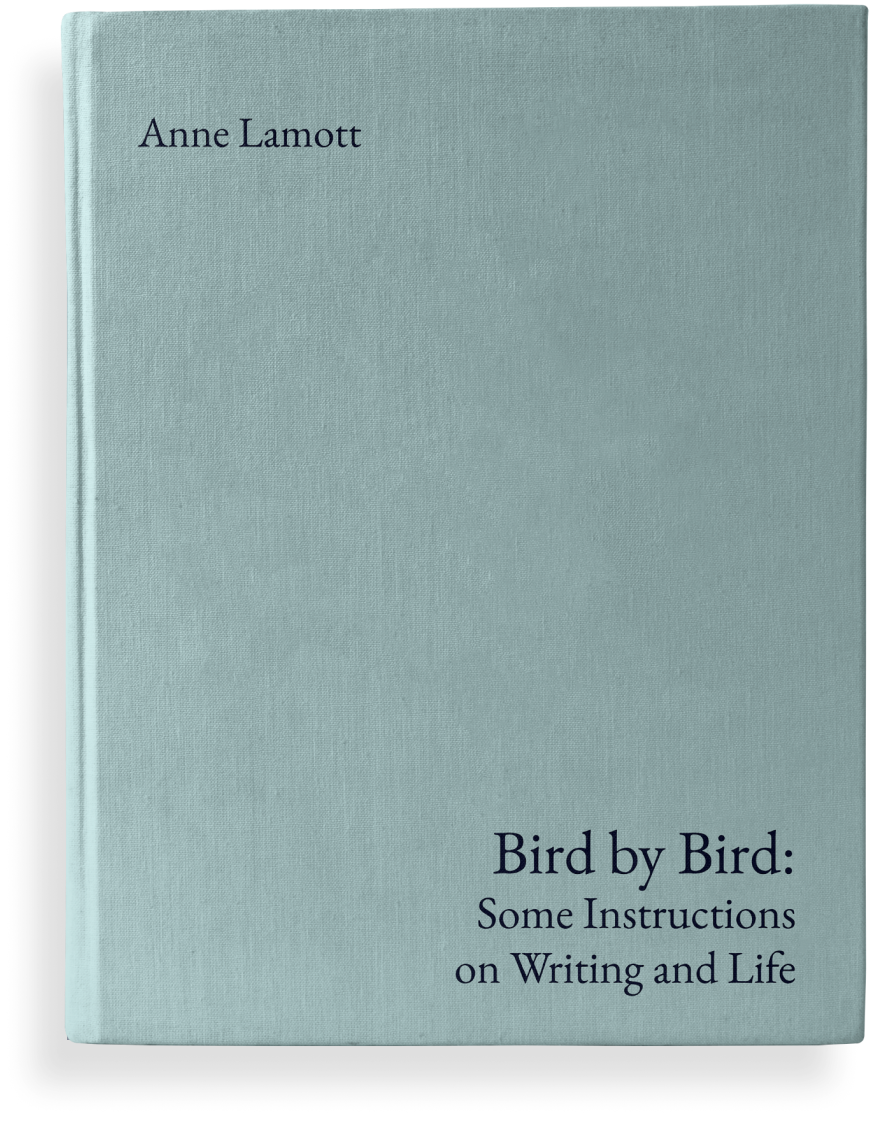 Anne Lamott
Bird by Bird:
Some Instructions
on Writing and Life